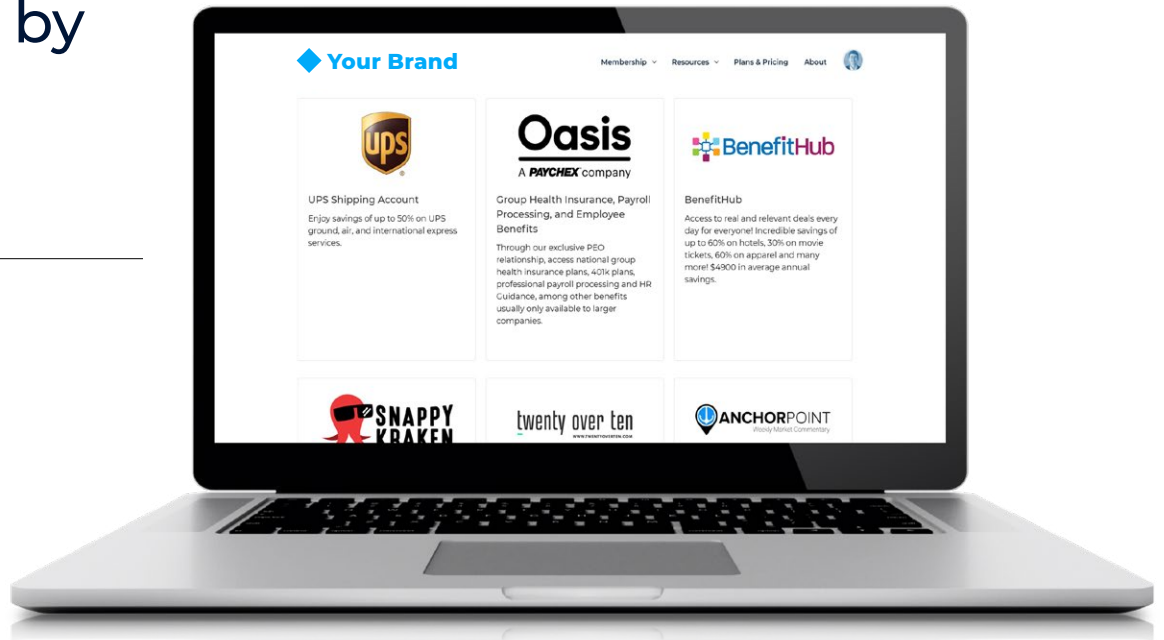 by
Your Brand
Membership
Resources
Plans & Pricing
About
ups
UPS Shipping Account
Enjoy savings of up to 50% on UPS
ground, air, and international express
services.
Oasis
A PAYCHEX company
Group Health Insurance, Payroll
Processing, and Employee
Benefits
Through our exclusive PEO
relationship, access national group
health insurance plans, 401k plans,
professional payroll processing and HR
Guidance, among other benefits
usually only available to larger
companies.
BenefitHub
BenefitHub
Access to real and relevant deals every
day for everyone! Incredible savings of
up to 60% on hotels, 30% on movie
tickets, 60% on apparel and many
more! $4900 in average annual
savings.
SNAPPY
KRAKEN
twenty over ten
WWW.TWENTYOVERTEN.COM
ANCHORPOINT
Weekly Market Commentary